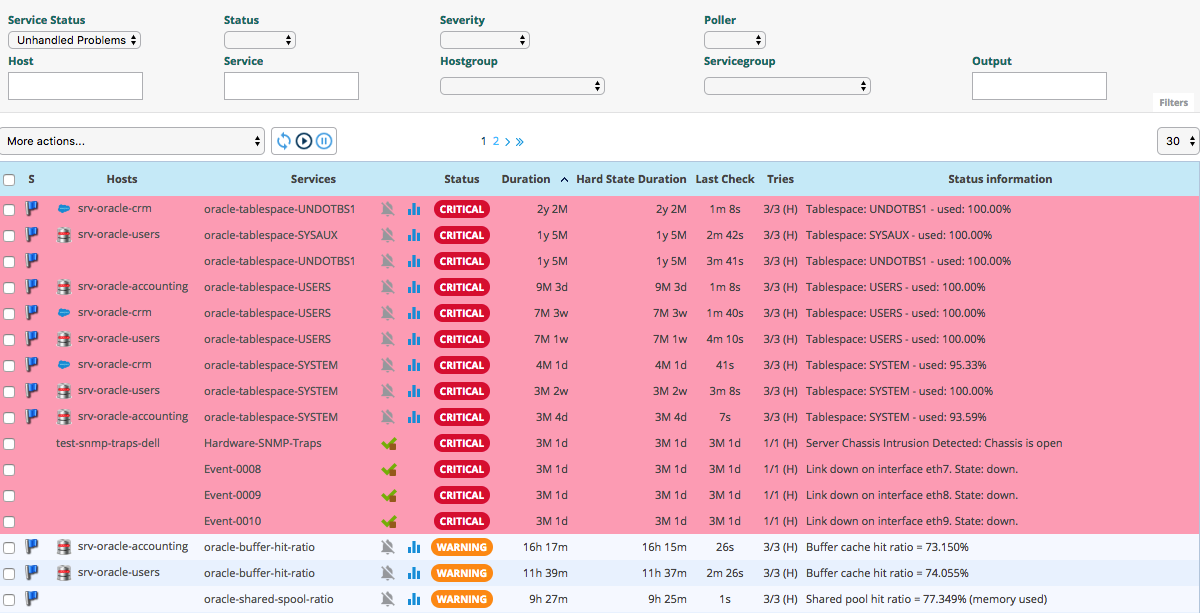 Service Status Status Severity Poller
Unhandled Problems
Host Service Hostgroup Servicegroup Output
Filters
More actions... 1 2 30
S Hosts Services Status Duration Hard State Duration Last Check Tries Status information
srv-oracle-crm oracle-tablespace-UNDOTBS1 CRITICAL 2y 2M 2y 2M 1m 8s 3/3 (H) Tablespace: UNDOTBS1 - used: 100.00%
srv-oracle-users oracle-tablespace-SYSAUX CRITICAL 1y 5M 1y 5M 2m 42s 3/3 (H) Tablespace: SYSAUX - used: 100.00%
oracle-tablespace-UNDOTBS1 CRITICAL 1y 5M 1y 5M 3m 41s 3/3 (H) Tablespace: UNDOTBS1 - used: 100.00%
srv-oracle-accounting oracle-tablespace-USERS CRITICAL 9M 3d 9M 3d 1m 8s 3/3 (H) Tablespace: USERS - used: 100.00%
srv-oracle-crm oracle-tablespace-USERS CRITICAL 7M 3w 7M 3w 1m 40s 3/3 (H) Tablespace: USERS - used: 100.00%
srv-oracle-users oracle-tablespace-USERS CRITICAL 7M 1w 7M 1w 4m 10s 3/3 (H) Tablespace: USERS - used: 100.00%
srv-oracle-crm oracle-tablespace-SYSTEM CRITICAL 4M 1d 4M 1d 41s 3/3 (H) Tablespace: SYSTEM - used: 95.33%
srv-oracle-users oracle-tablespace-SYSTEM CRITICAL 3M 2w 3M 2w 3m 8s 3/3 (H) Tablespace: SYSTEM - used: 100.00%
srv-oracle-accounting oracle-tablespace-SYSTEM CRITICAL 3M 4d 3M 4d 7s 3/3 (H) Tablespace: SYSTEM - used: 93.59%
test-snmp-traps-dell Hardware-SNMP-Traps CRITICAL 3M 1d 3M 1d 3M 1d 1/1 (H) Server Chassis Intrusion Detected: Chassis is open
Event-0008 CRITICAL 3M 1d 3M 1d 3M 1d 1/1 (H) Link down on interface eth7. State: down.
Event-0009 CRITICAL 3M 1d 3M 1d 3M 1d 1/1 (H) Link down on interface eth8. State: down.
Event-0010 CRITICAL 3M 1d 3M 1d 3M 1d 1/1 (H) Link down on interface eth9. State: down.
srv-oracle-accounting oracle-buffer-hit-ratio WARNING 16h 17m 16h 15m 26s 3/3 (H) Buffer cache hit ratio = 73.150%
srv-oracle-users oracle-buffer-hit-ratio WARNING 11h 39m 11h 37m 2m 26s 3/3 (H) Buffer cache hit ratio = 74.055%
oracle-shared-spool-ratio WARNING 9h 27m 9h 25m 1s 3/3 (H) Shared pool hit ratio = 77.349% (memory used)